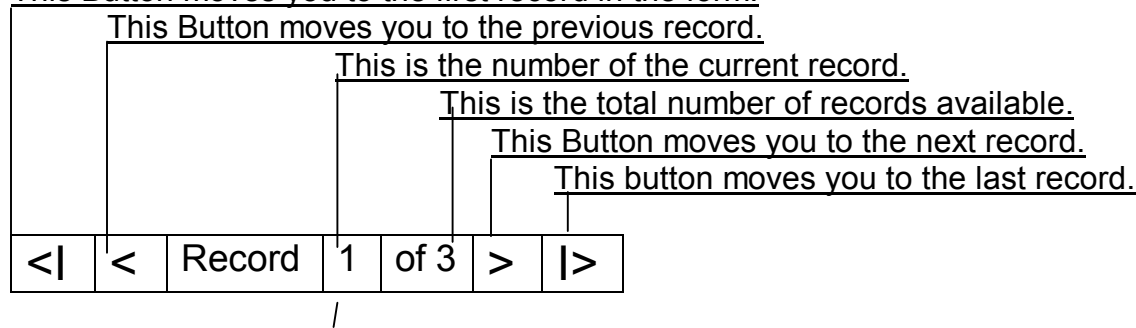 This Button moves you to the first record in the form.
This Button moves you to the previous record.
This is the number of the current record.
This is the total number of records available.
This Button moves you to the next record.
This button moves you to the last record.
<| < Record 1 of 3 > |>